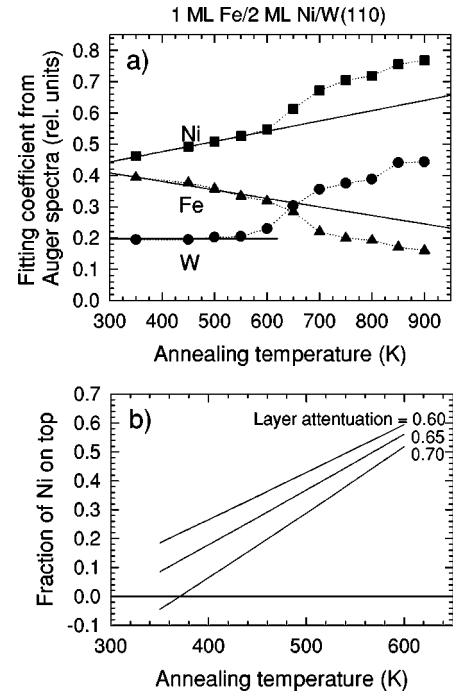 1 ML Fe/2 ML Ni/W(110)
a)
Fitting coefficient from
Auger spectra (rel. units)
0.8
0.7
0.6
0.5
0.4
0.3
0.2
0.1
0.0
Ni
Fe
W
300 400 500 600 700 800 900
Annealing temperature (K)
b)
Fraction of Ni on top
0.7
0.6
0.5
0.4
0.3
0.2
0.1
0.0
-0.1
Layer attentuation = 0.60
0.65
0.70
300 400 500 600
Annealing temperature (K)